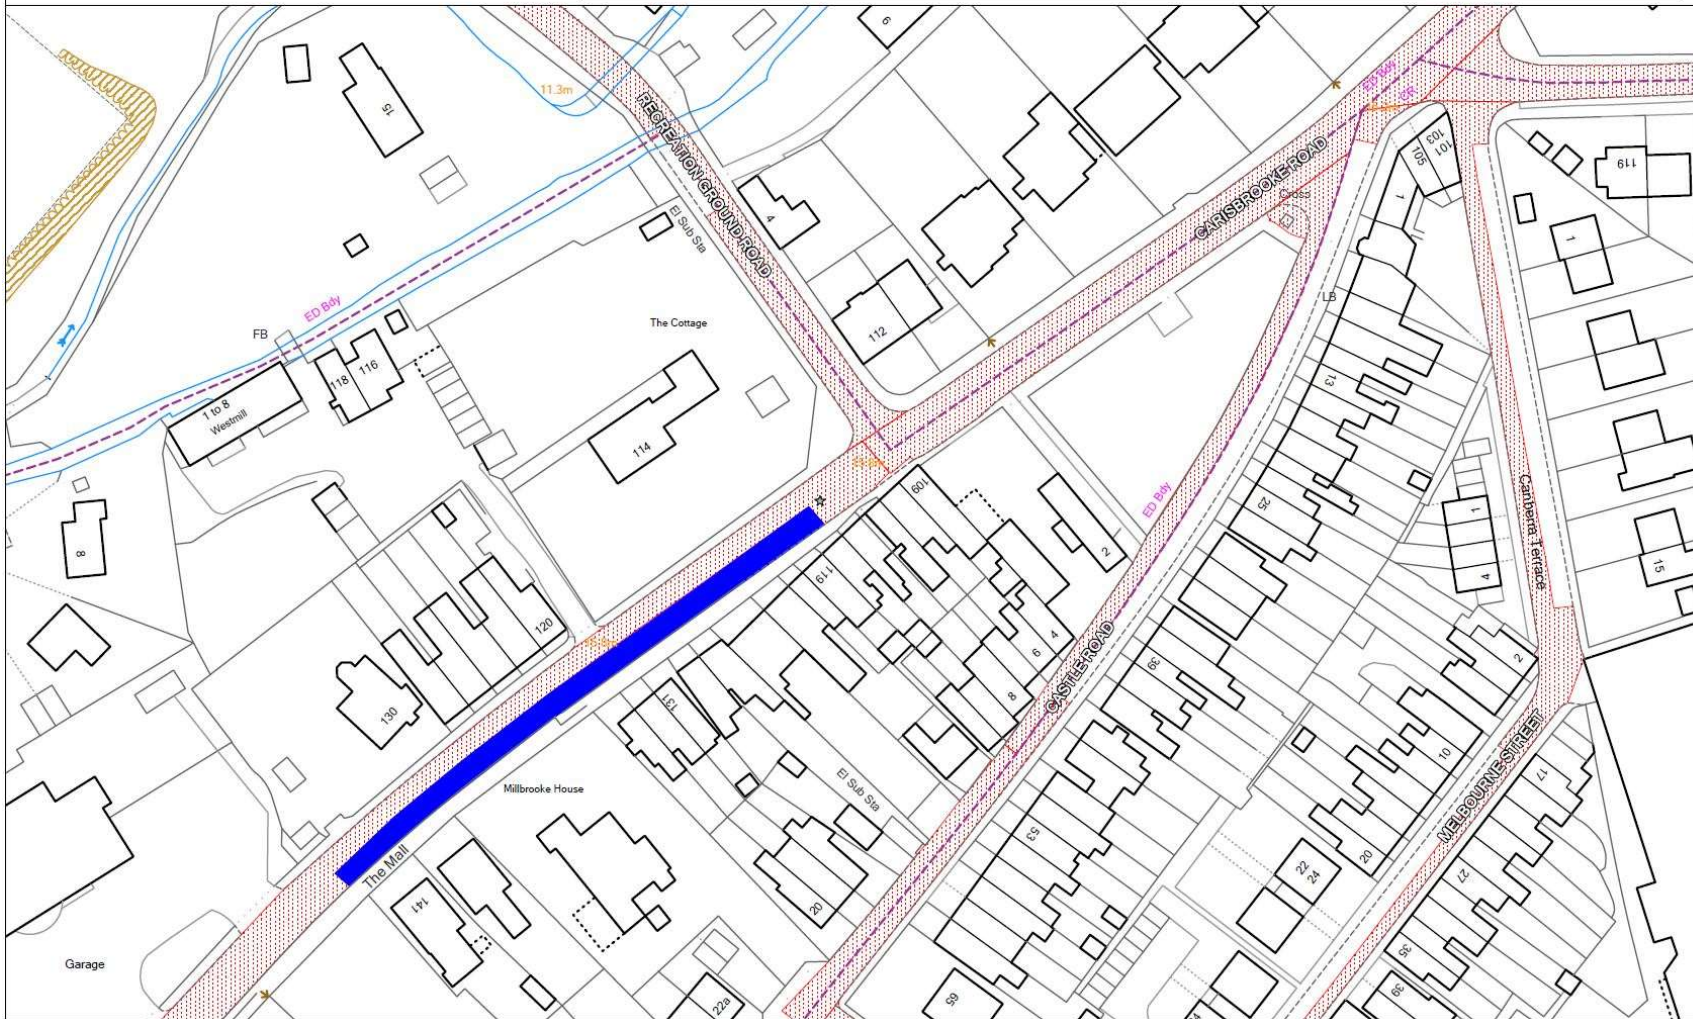 9
15
11.3m
RECREATION GROUND ROAD
ED Bdy
CR
103
101
105
119
4
El Sub Sta
CARISBROOKE ROAD
Cross
1
1
ED Bdy
FB
The Cottage
112
LB
118
116
13
1 to 8
Westmill
114
109
25
ED Bdy
Canberra Terrace
1
4
15
8
2
119
120
4
6
8
CASTLE ROAD
39
2
130
131
10
MELBOURNE STREET
17
Millbrooke House
El Sub Sta
53
20
22
24
27
The Mall
141
20
35
Garage
22a
65
39